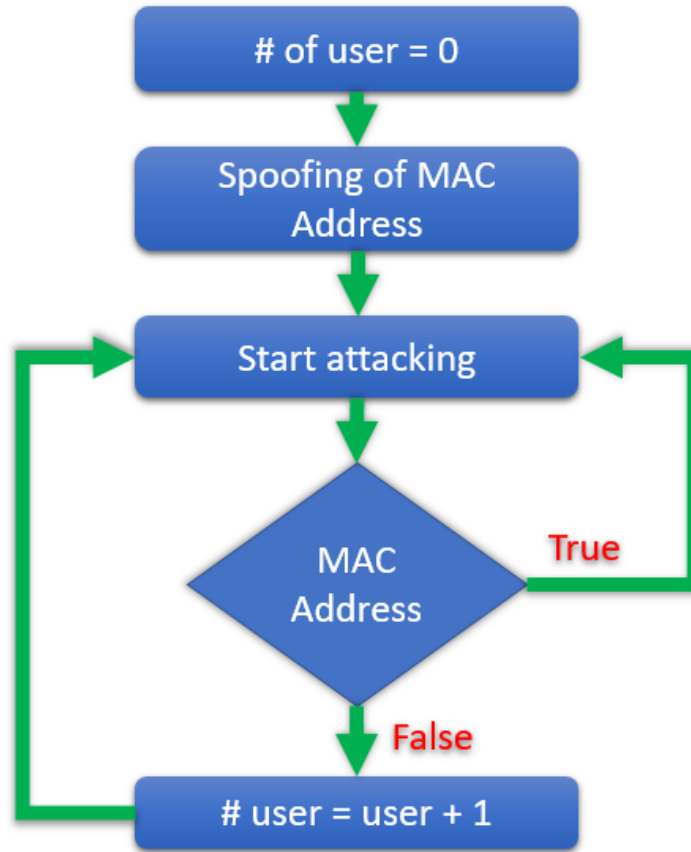 # of user = 0
Spoofing of MAC
Address
Start attacking
MAC
Address
True
False
# user = user + 1